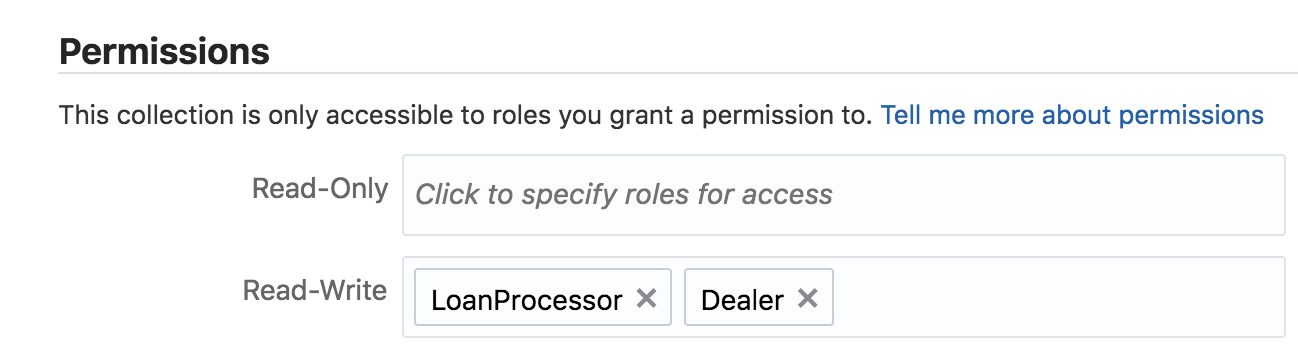 Permissions
This collection is only accessible to roles you grant a permission to. Tell me more about permissions
Read-Only Click to specify roles for access
Read-Write LoanProcessor × Dealer ×